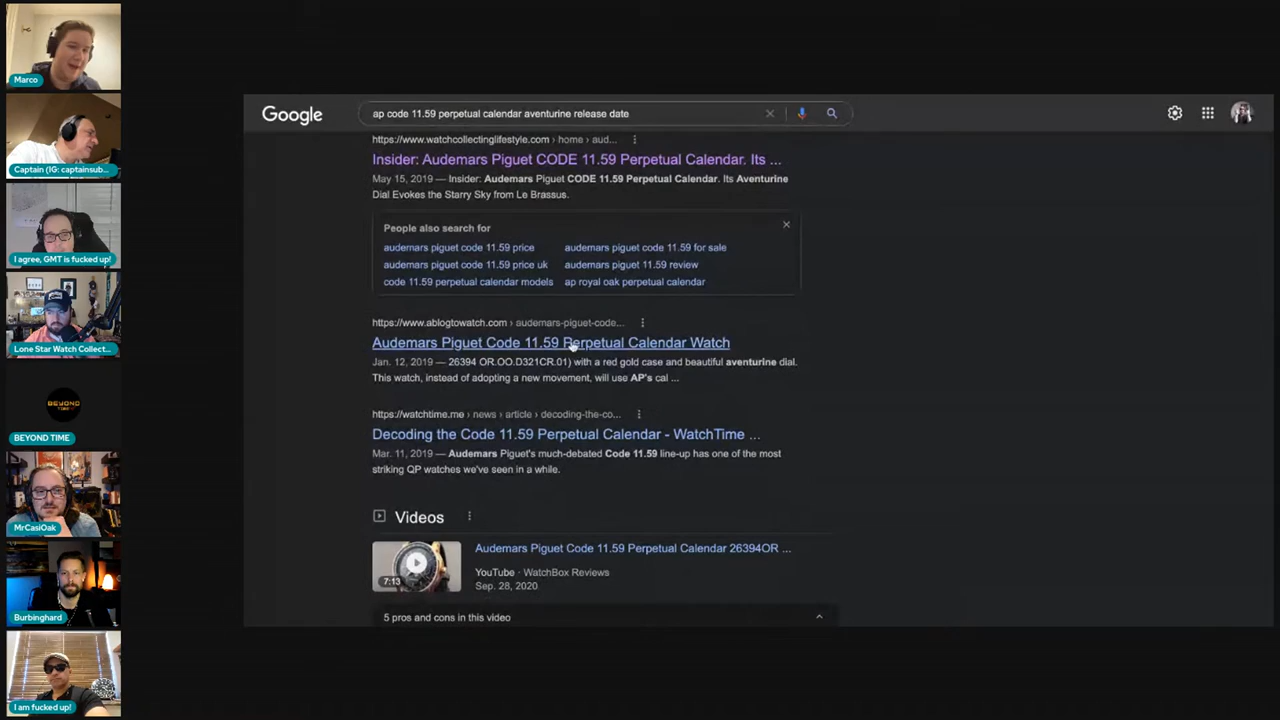 Marco
Captain (IG: captainsub...
I agree, GMT is fucked up!
Lone Star Watch Collect...
BEYOND
TIME
BEYOND TIME
MrCasiOak
Burbinghard
I am fucked up!
Google
ap code 11.59 perpetual calendar aventurine release date
https://www.watchcollectinglifestyle.com › home › aud...
Insider: Audemars Piguet CODE 11.59 Perpetual Calendar. Its ...
May 15, 2019 — Insider: Audemars Piguet CODE 11.59 Perpetual Calendar. Its Aventurine
Dial Evokes the Starry Sky from Le Brassus.
People also search for
audemars piguet code 11.59 price
audemars piguet code 11.59 for sale
audemars piguet code 11.59 price uk
audemars piguet 11.59 review
code 11.59 perpetual calendar models
ap royal oak perpetual calendar
https://www.ablogtowatch.com › audemars-piguet-code...
Audemars Piguet Code 11.59 Perpetual Calendar Watch
Jan. 12, 2019 — 26394 OR.OO.D321CR.01) with a red gold case and beautiful aventurine dial.
This watch, instead of adopting a new movement, will use AP's cal ...
https://watchtime.me › news › article › decoding-the-co...
Decoding the Code 11.59 Perpetual Calendar - WatchTime ...
Mar. 11, 2019 — Audemars Piguet's much-debated Code 11.59 line-up has one of the most
striking QP watches we've seen in a while.
Videos
7:13
Audemars Piguet Code 11.59 Perpetual Calendar 26394OR ...
YouTube · WatchBox Reviews
Sep. 28, 2020
5 pros and cons in this video